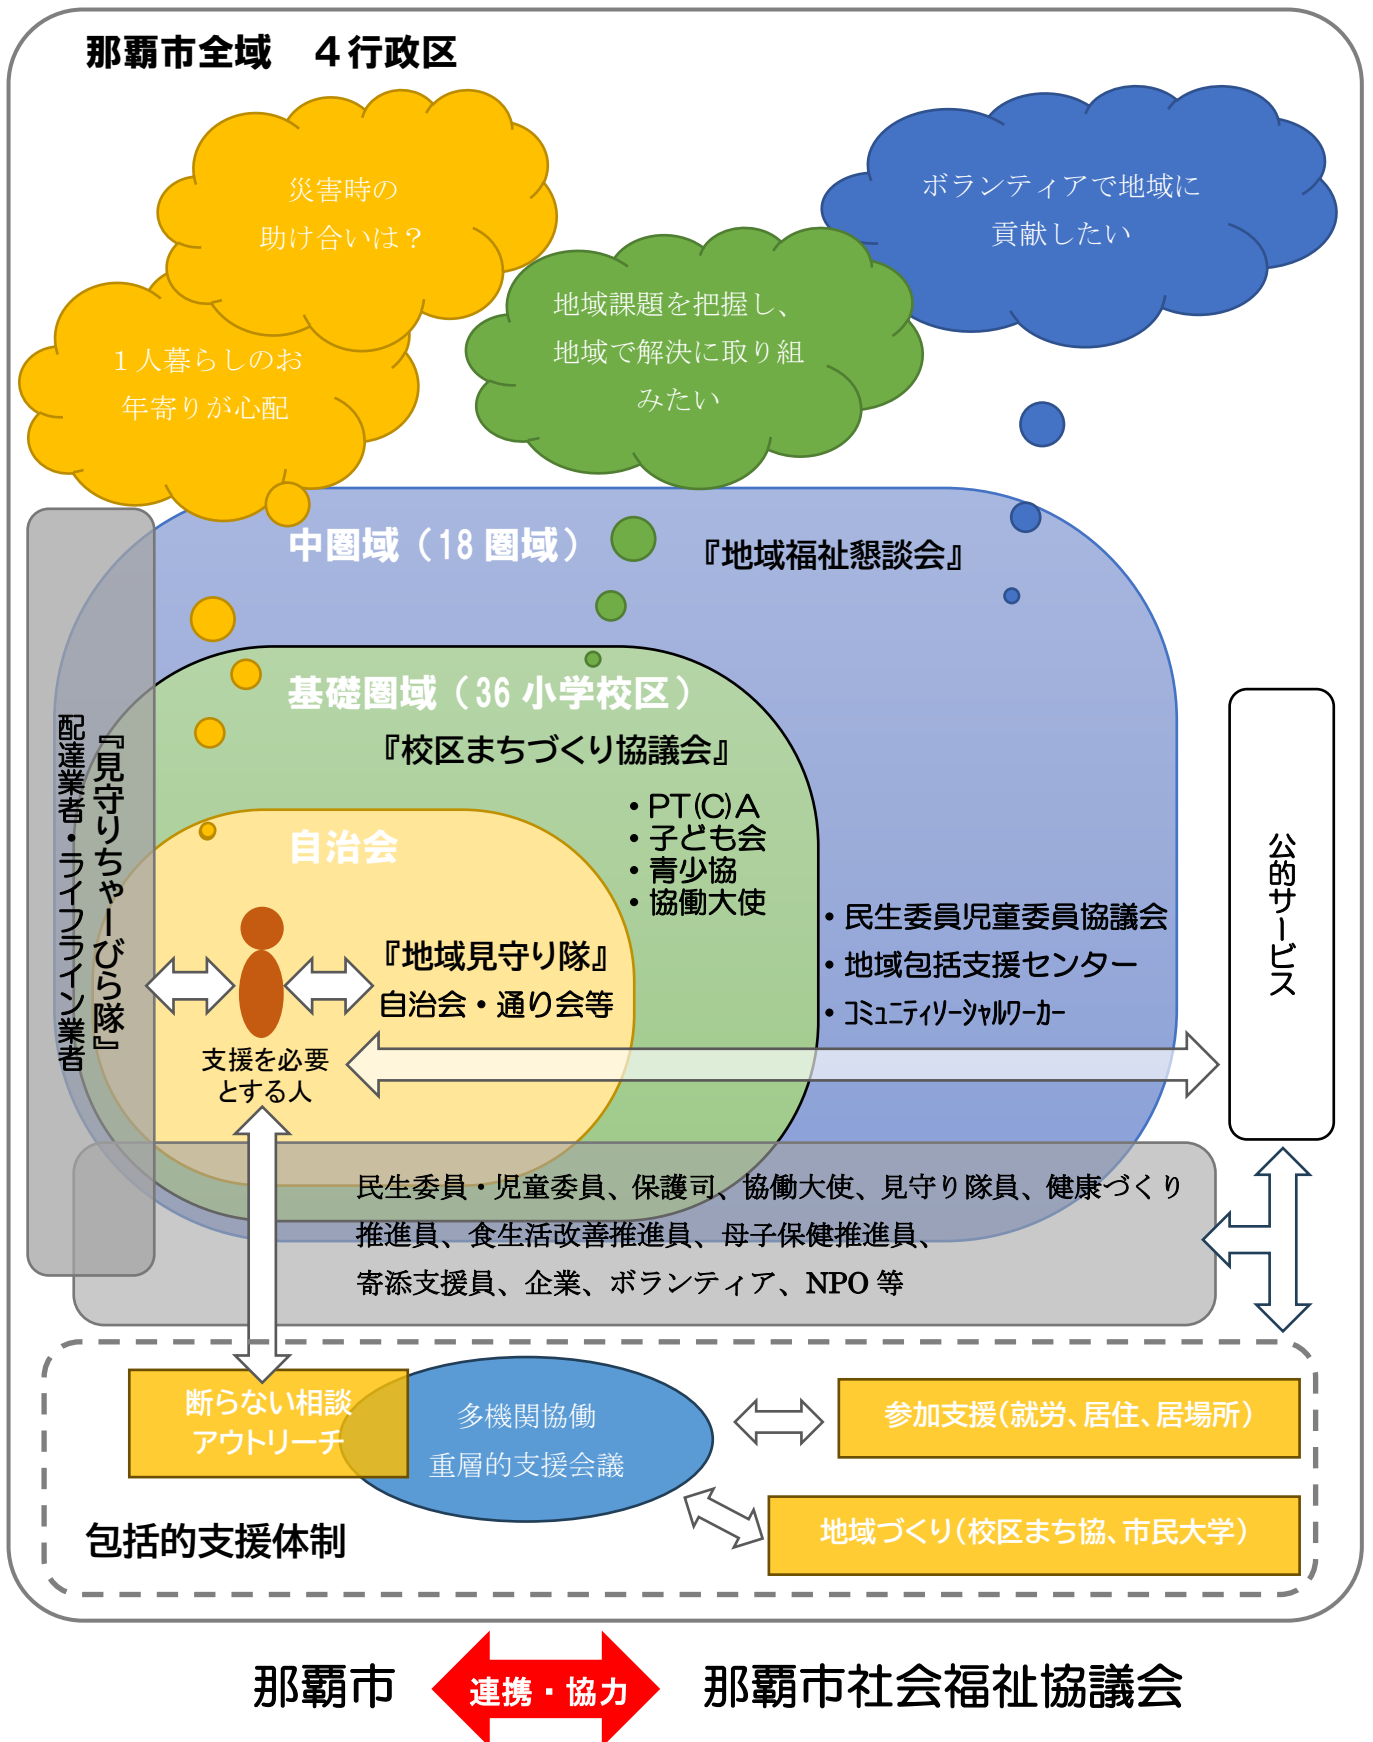 那覇市全域　４行政区
災害時の
助け合いは？
ボランティアで地域に
貢献したい
地域課題を把握し、
地域で解決に取り組
みたい
１人暮らしのお
年寄りが心配
中圏域（18 圏域）
『地域福祉懇談会』
基礎圏域（36 小学校区）
『校区まちづくり協議会』
・PT(C)A
・子ども会
・青少協
・協働大使
自治会
『見守りちゃーびら隊』
配達業者・ライフライン業者
『地域見守り隊』
自治会・通り会等
・民生委員児童委員協議会
・地域包括支援センター
・ｺﾐｭﾆﾃｨｿｰｼｬﾙﾜｰｶｰ
公的サービス
支援を必要
とする人
民生委員・児童委員、保護司、協働大使、見守り隊員、健康づくり
推進員、食生活改善推進員、母子保健推進員、
寄添支援員、企業、ボランティア、NPO 等
断らない相談
アウトリーチ
多機関協働
重層的支援会議
参加支援（就労、居住、居場所）
地域づくり（校区まち協、市民大学）
包括的支援体制
那覇市
連携・協力
那覇市社会福祉協議会